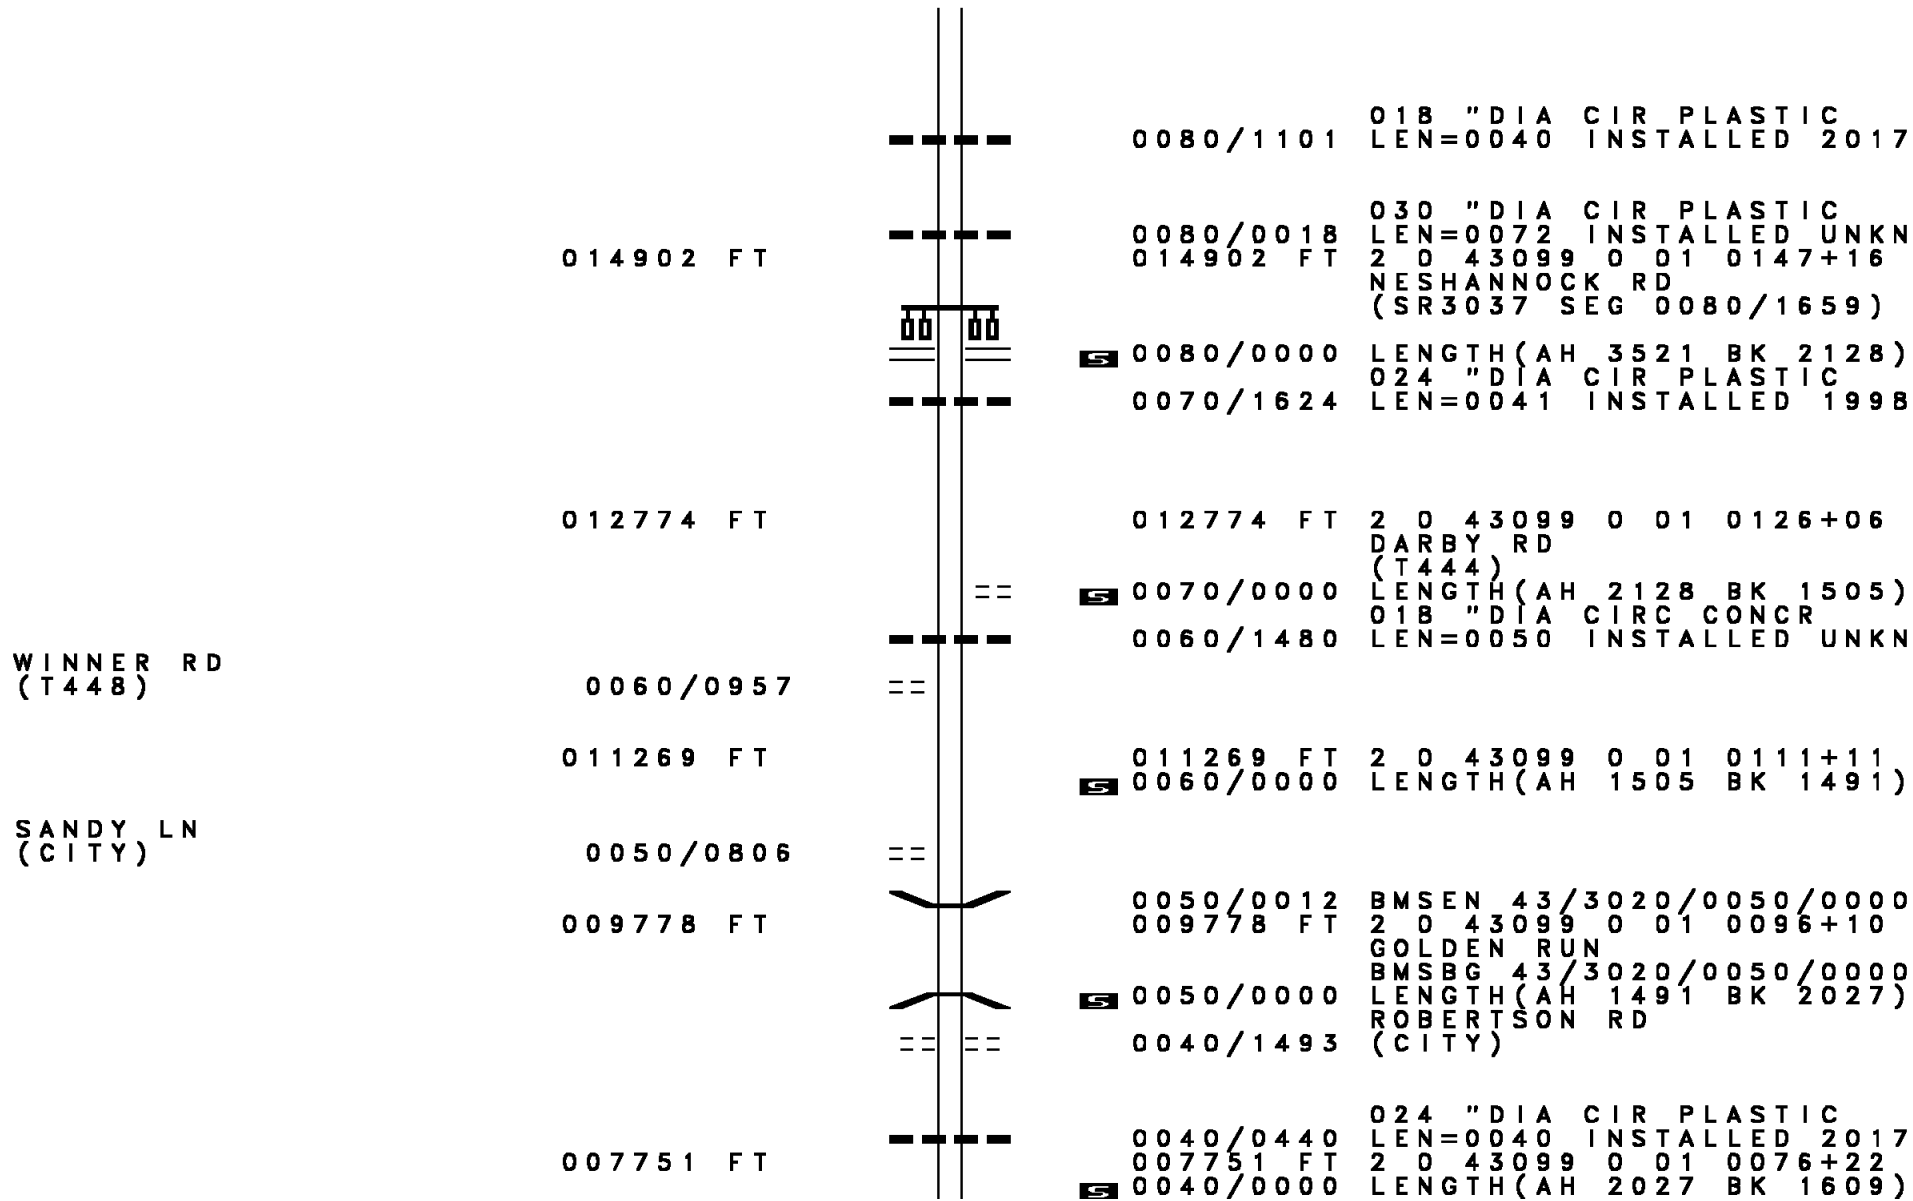 018 "DIA CIR PLASTIC
0080/1101 LEN=0040 INSTALLED 2017
030 "DIA CIR PLASTIC
0080/0018 LEN=0072 INSTALLED UNKN
014902 FT 014902 FT 2 0 43099 0 01 0147+16
NESHANNOCK RD
(SR3037 SEG 0080/1659)
S 0080/0000 LENGTH(AH 3521 BK 2128)
024 "DIA CIR PLASTIC
0070/1624 LEN=0041 INSTALLED 1998
012774 FT 012774 FT 2 0 43099 0 01 0126+06
DARBY RD
(T444)
S 0070/0000 LENGTH(AH 2128 BK 1505)
018 "DIA CIRC CONCR
0060/1480 LEN=0050 INSTALLED UNKN
WINNER RD
(T448) 0060/0957
011269 FT 011269 FT 2 0 43099 0 01 0111+11
S 0060/0000 LENGTH(AH 1505 BK 1491)
SANDY LN
(CITY) 0050/0806
0050/0012 BMSEN 43/3020/0050/0000
009778 FT 009778 FT 2 0 43099 0 01 0096+10
GOLDEN RUN
BMSBG 43/3020/0050/0000
S 0050/0000 LENGTH(AH 1491 BK 2027)
ROBERTSON RD
0040/1493 (CITY)
024 "DIA CIR PLASTIC
0040/0440 LEN=0040 INSTALLED 2017
007751 FT 007751 FT 2 0 43099 0 01 0076+22
S 0040/0000 LENGTH(AH 2027 BK 1609)